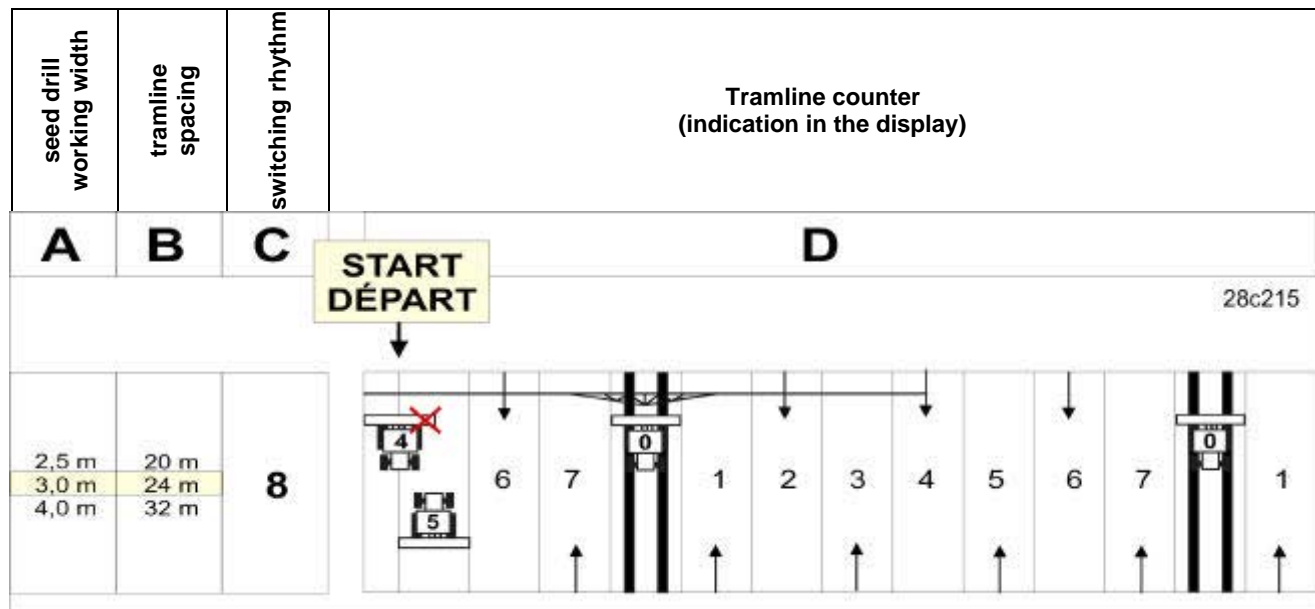 seed drill
working width
tramline
spacing
switching rhythm
Tramline counter
(indication in the display)
A B C D
START
DÉPART
28c215
2,5 m 20 m
3,0 m 24 m
4,0 m 32 m
8
4 0 0
5 6 7 1 2 3 4 5 6 7 1